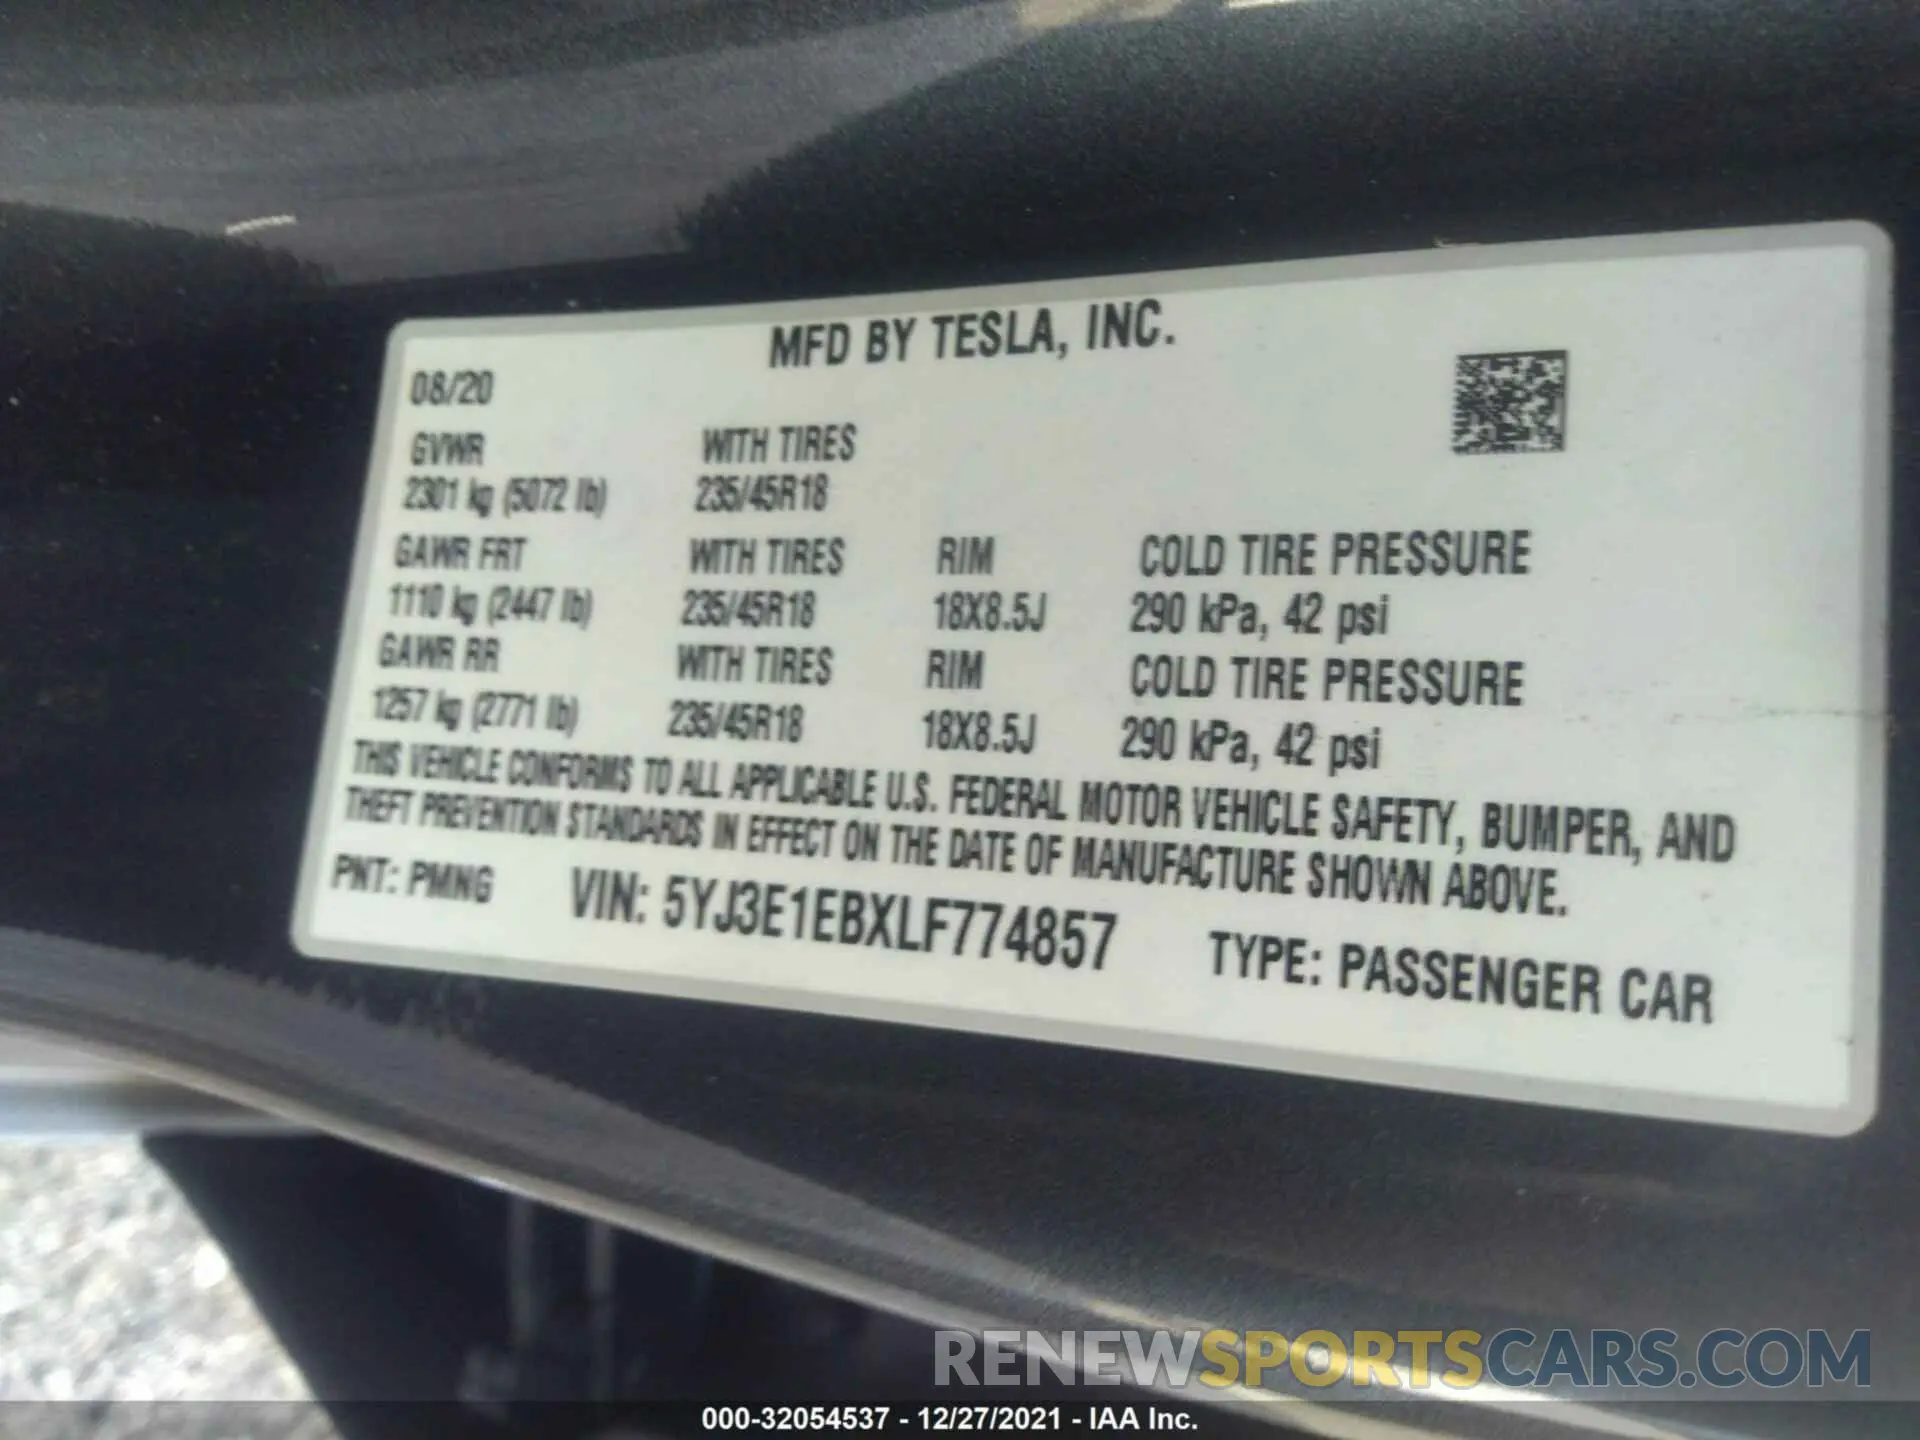 MFD BY TESLA, INC.
08/20
GVWR WITH TIRES
2301 kg (5072 lb) 235/45R18
GAWR FRT WITH TIRES RIM COLD TIRE PRESSURE
1110 kg (2447 lb) 235/45R18 18X8.5J 290 kPa, 42 psi
GAWR RR WITH TIRES RIM COLD TIRE PRESSURE
1257 kg (2771 lb) 235/45R18 18X8.5J 290 kPa, 42 psi
THIS VEHICLE CONFORMS TO ALL APPLICABLE U.S. FEDERAL MOTOR VEHICLE SAFETY, BUMPER, AND
THEFT PREVENTION STANDARDS IN EFFECT ON THE DATE OF MANUFACTURE SHOWN ABOVE.
PNT: PMNG VIN: 5YJ3E1EBXLF774857 TYPE: PASSENGER CAR
RENEWSPORTSCARS.COM
000-32054537 - 12/27/2021 - IAA Inc.